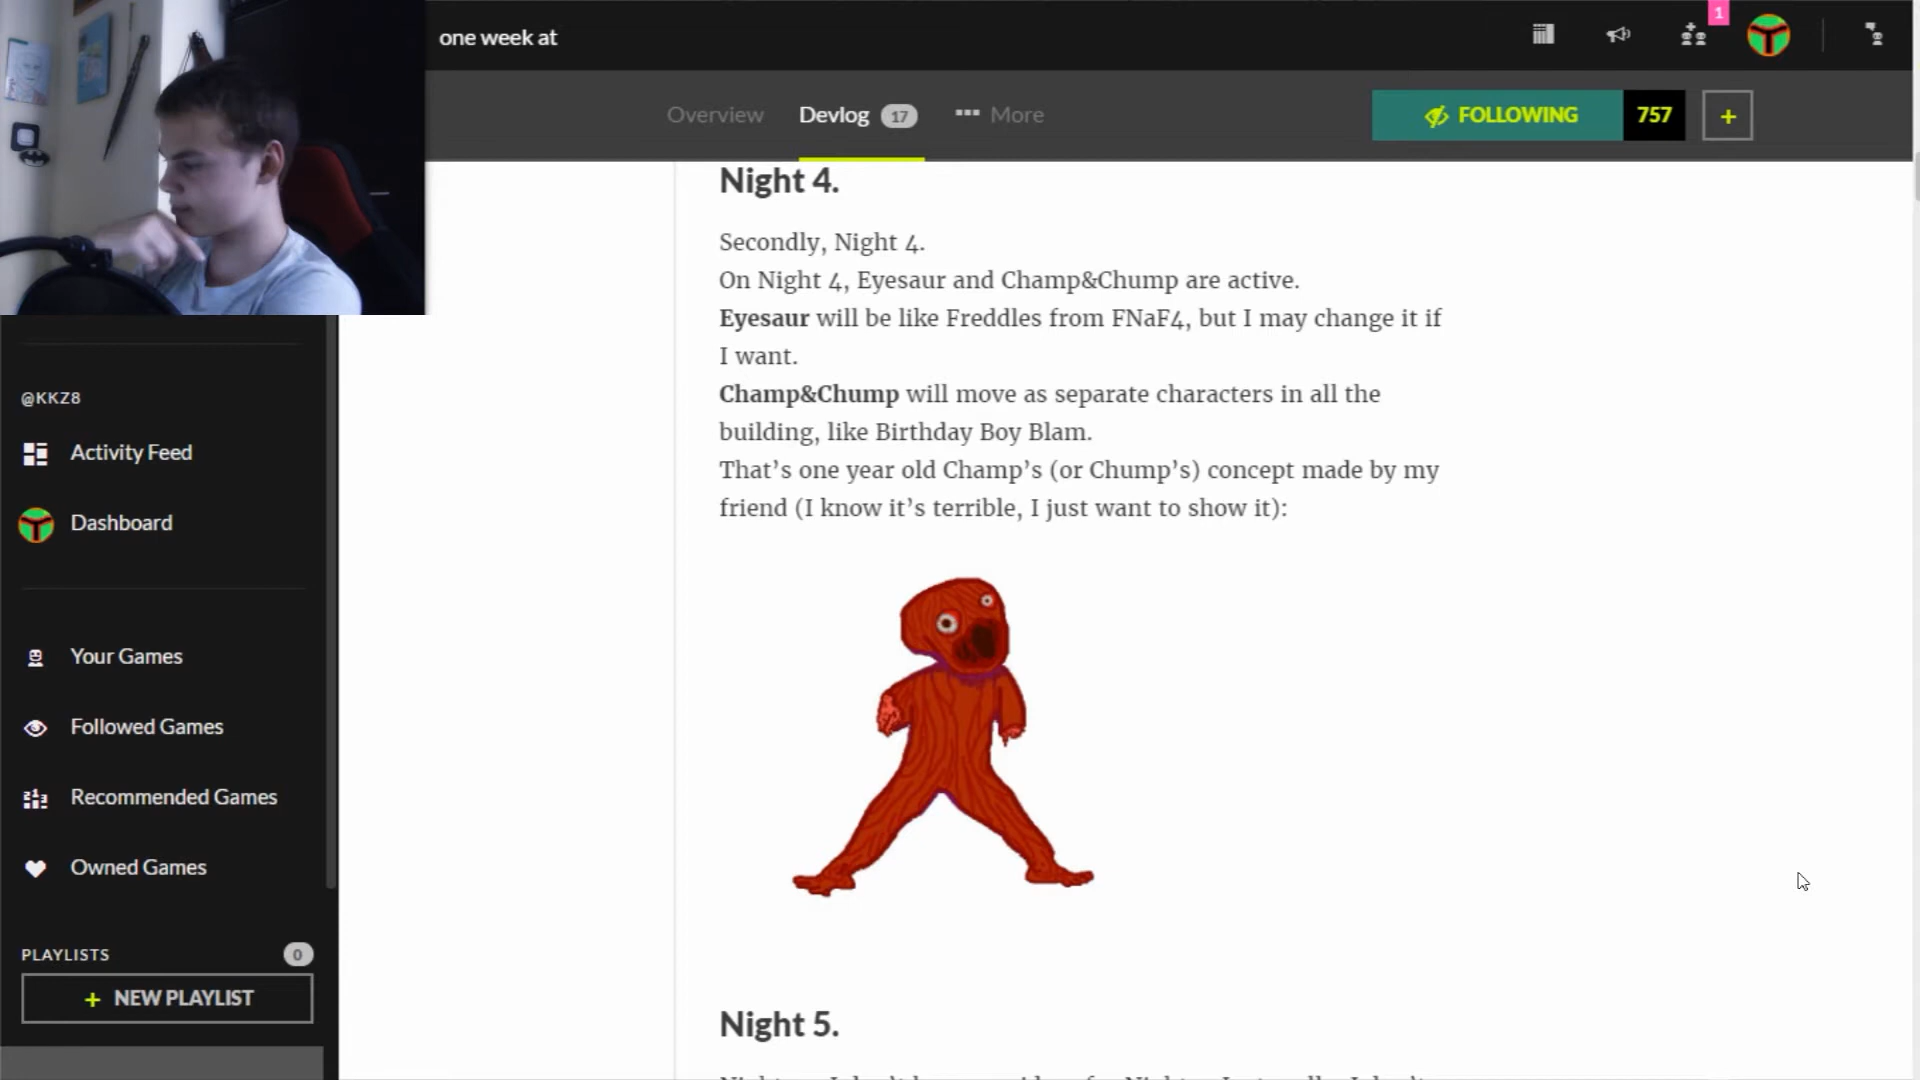 one week at
1
Overview
Devlog 17
More
FOLLOWING 757
+
Night 4.
Secondly, Night 4.
On Night 4, Eyesaur and Champ&Chump are active.
Eyesaur will be like Freddles from FNaF4, but I may change it if
I want.
Champ&Chump will move as separate characters in all the
building, like Birthday Boy Blam.
That's one year old Champ's (or Chump's) concept made by my
friend (I know it's terrible, I just want to show it):
Night 5.
@KKZ8
Activity Feed
Dashboard
Your Games
Followed Games
Recommended Games
Owned Games
PLAYLISTS 0
+ NEW PLAYLIST